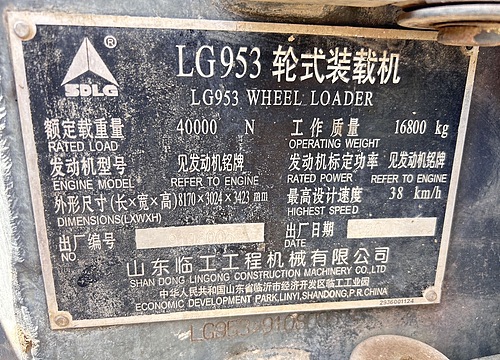 ®
SDLG
LG953 轮式装载机
LG953 WHEEL LOADER
额定载重量 40000 N 工作质量 16800 kg
RATED LOAD OPERATING WEIGHT
发动机型号 见发动机铭牌 发动机标定功率 见发动机铭牌
ENGINE MODEL REFER TO ENGINE RATED POWER REFER TO ENGINE
外形尺寸(长×宽×高) 8170×3024×3423 mm 最高设计速度 38 km/h
DIMENSIONS(LXWXH) HIGHEST SPEED
出厂编号 出厂日期
NO DATE
山东临工工程机械有限公司
SHAN DONG LINGONG CONSTRUCTION MACHINERY CO.,LTD
中华人民共和国山东省临沂市经济开发区临工工业园
ECONOMIC DEVELOPMENT PARK,LINYI,SHANDONG,P.R.CHINA
2936001124